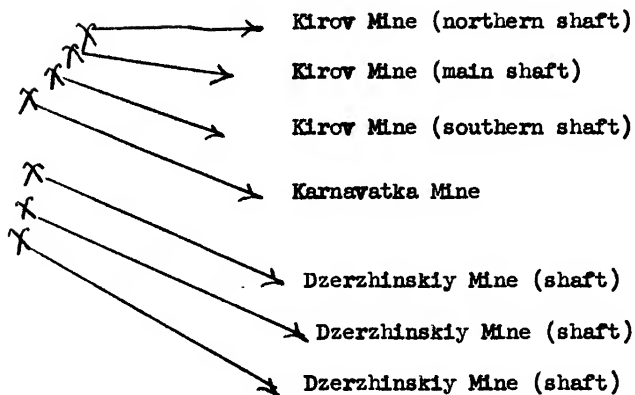 Kirov Mine (northern shaft)
Kirov Mine (main shaft)
Kirov Mine (southern shaft)
Karnavatka Mine
Dzerzhinskiy Mine (shaft)
Dzerzhinskiy Mine (shaft)
Dzerzhinskiy Mine (shaft)